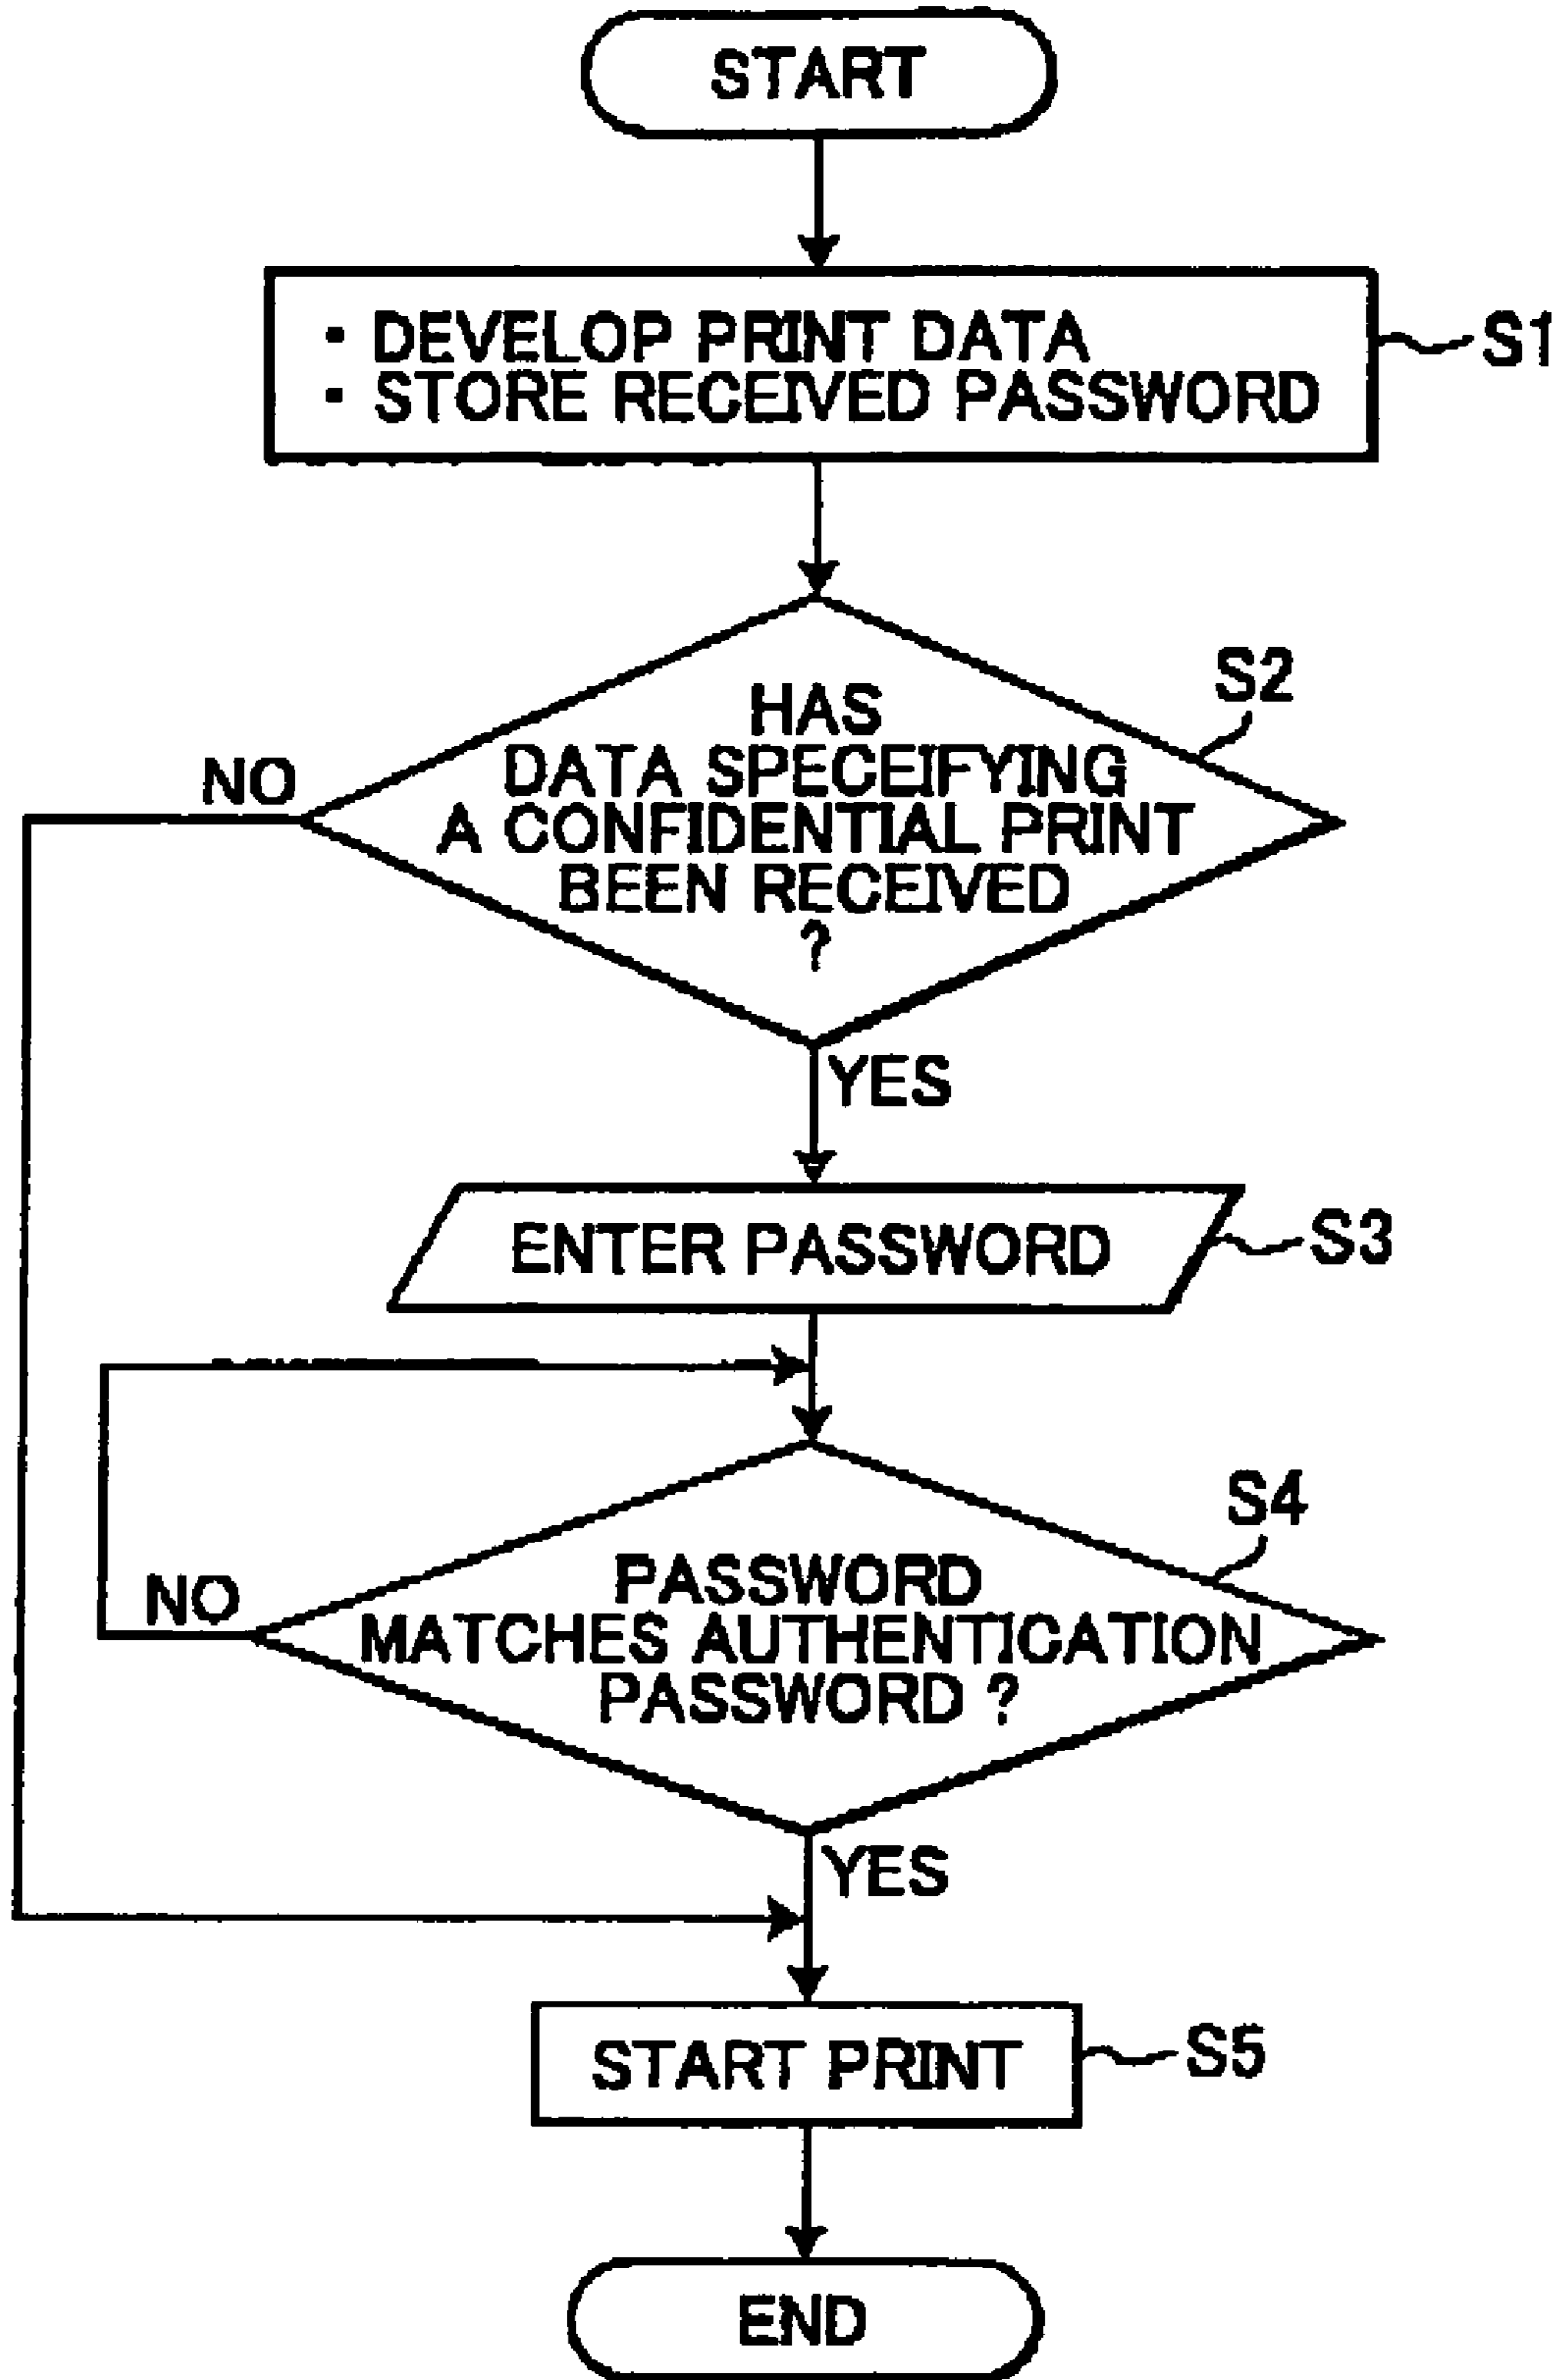 START
· DEVELOP PRINT DATA
· STORE RECEIVED PASSWORD
S1
S2
HAS
DATA SPECEIFYING
A CONFIDENTIAL PRINT
BEEN RECEIVED
?
NO
YES
ENTER PASSWORD
S3
S4
PASSWORD
MATCHES AUTHENTICATION
PASSWORD ?
NO
YES
START PRINT
S5
END